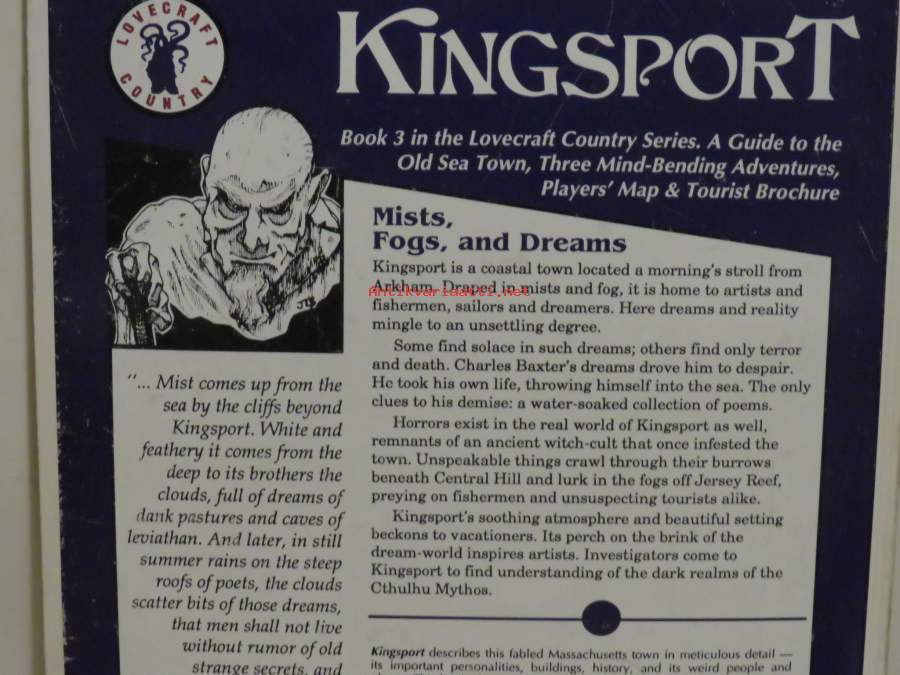 LOVECRAFT
COUNTRY
KINGSPORT
Book 3 in the Lovecraft Country Series. A Guide to the
Old Sea Town, Three Mind-Bending Adventures,
Players' Map & Tourist Brochure
Mists,
Fogs, and Dreams
Kingsport is a coastal town located a morning's stroll from
Arkham. Draped in mists and fog, it is home to artists and
Antikvariaatti.net
fishermen, sailors and dreamers. Here dreams and reality
mingle to an unsettling degree.
Some find solace in such dreams; others find only terror
and death. Charles Baxter's dreams drove him to despair.
He took his own life, throwing himself into the sea. The only
clues to his demise: a water-soaked collection of poems.
Horrors exist in the real world of Kingsport as well,
remnants of an ancient witch-cult that once infested the
town. Unspeakable things crawl through their burrows
beneath Central Hill and lurk in the fogs off Jersey Reef,
preying on fishermen and unsuspecting tourists alike.
Kingsport's soothing atmosphere and beautiful setting
beckons to vacationers. Its perch on the brink of the
dream-world inspires artists. Investigators come to
Kingsport to find understanding of the dark realms of the
Cthulhu Mythos.
Kingsport describes this fabled Massachusetts town in meticulous detail —
its important personalities, buildings, history, and its weird people and
"... Mist comes up from the
sea by the cliffs beyond
Kingsport. White and
feathery it comes from the
deep to its brothers the
clouds, full of dreams of
dank pastures and caves of
leviathan. And later, in still
summer rains on the steep
roofs of poets, the clouds
scatter bits of those dreams,
that men shall not live
without rumor of old
strange secrets, and